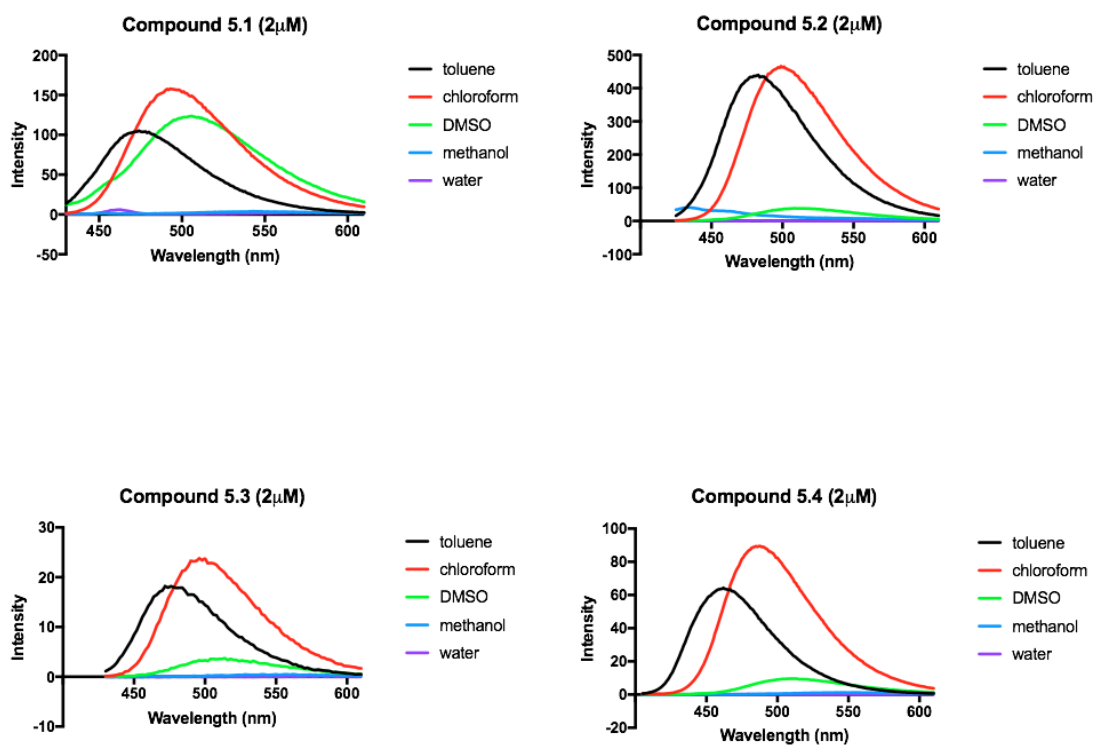 Compound 5.1 (2μM)
200
150
100
50
0
-50
450
500
550
600
Intensity
Wavelength (nm)
toluene
chloroform
DMSO
methanol
water
Compound 5.2 (2μM)
500
400
300
200
100
0
-100
450
500
550
600
Intensity
Wavelength (nm)
toluene
chloroform
DMSO
methanol
water
Compound 5.3 (2μM)
30
20
10
0
-10
450
500
550
600
Intensity
Wavelength (nm)
toluene
chloroform
DMSO
methanol
water
Compound 5.4 (2μM)
100
80
60
40
20
0
-20
450
500
550
600
Intensity
Wavelength (nm)
toluene
chloroform
DMSO
methanol
water